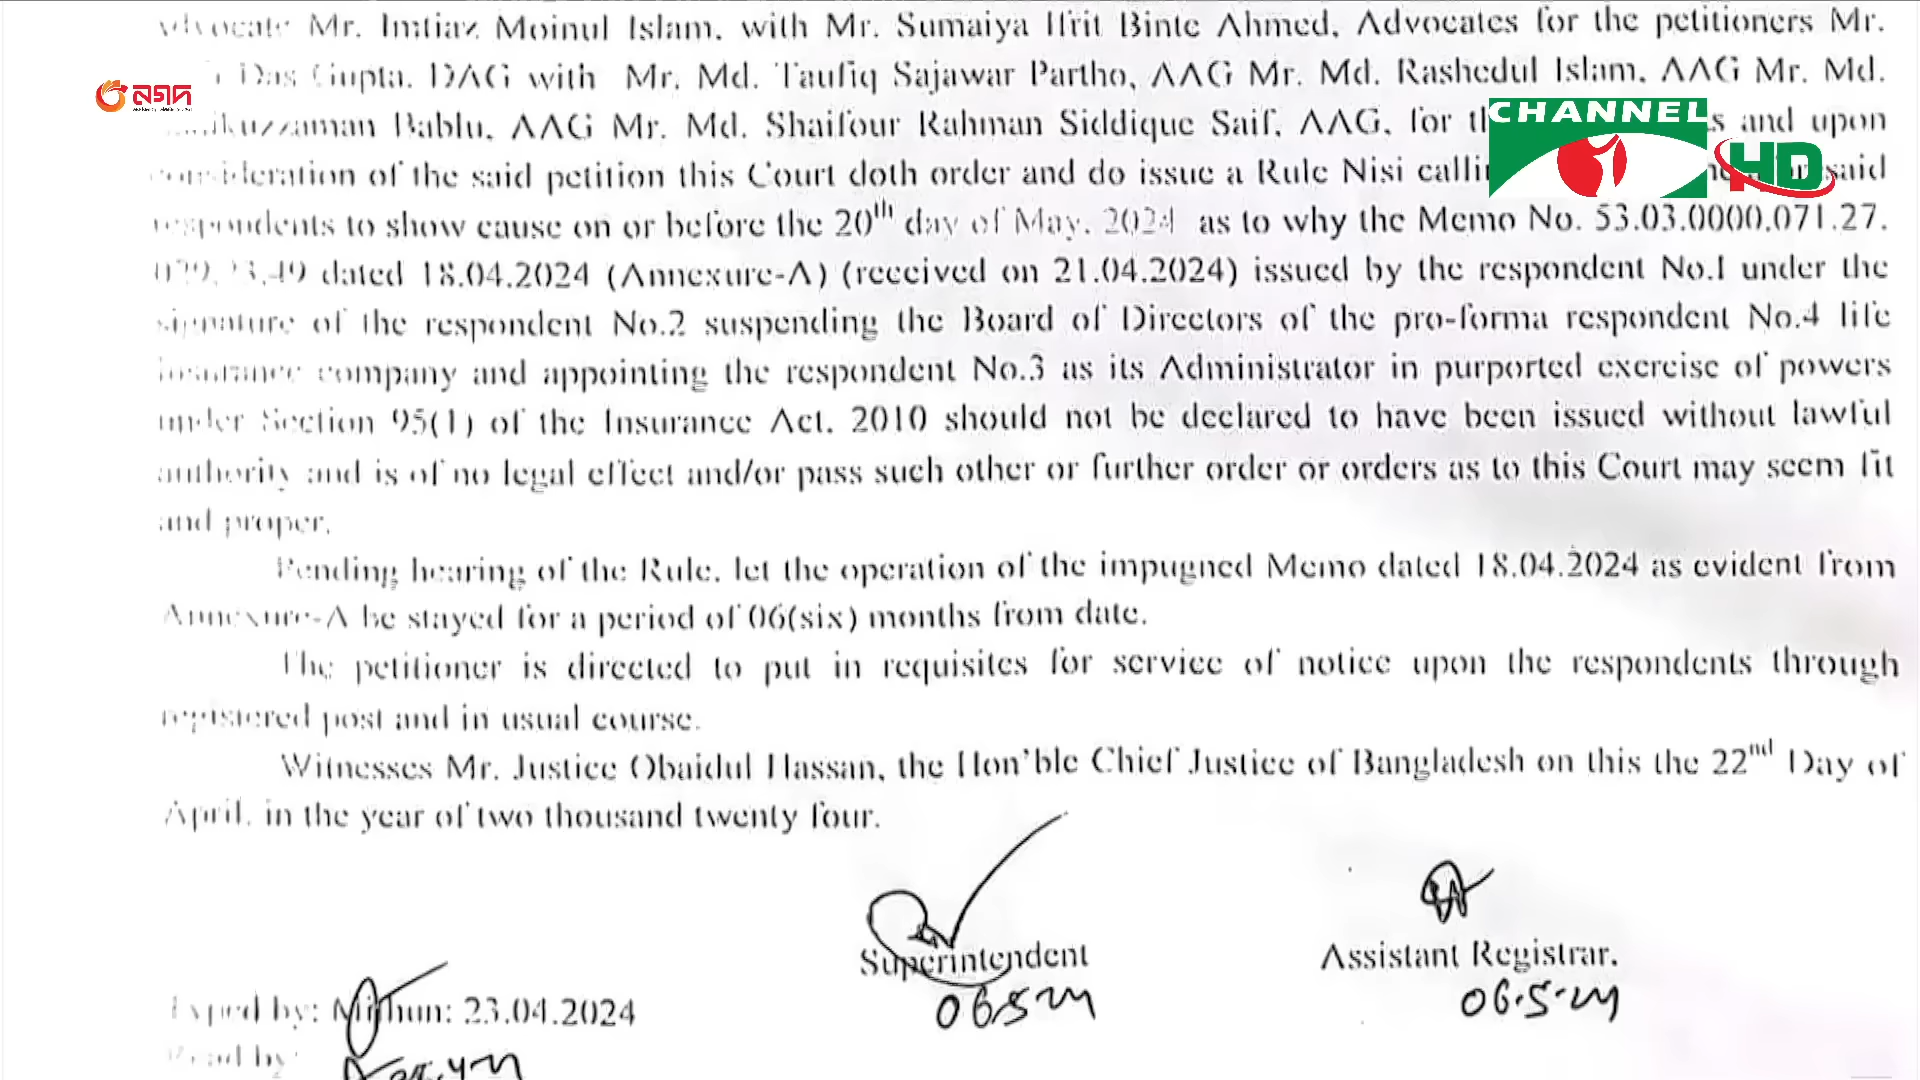 advocate Mr. Imtiaz Moinul Islam, with Mr. Sumaiya Ifrit Binte Ahmed, Advocates for the petitioners Mr.
Das Gupta, DAG with Mr. Md. Taufiq Sajawar Partho, AAG Mr. Md. Rashedul Islam, AAG Mr. Md.
নগদ
Bablu, AAG Mr. Md. Shaifour Rahman Siddique Saif, AAG, for and upon
CHANNEL
HD
consideration of the said petition this Court doth order and do issue a Rule Nisi said
respondents to show cause on or before the 20th day of May, 2024 as to why the Memo No. 53.03.0000.071.27.
dated 18.04.2024 (Annexure-A) (received on 21.04.2024) issued by the respondent No.1 under the
signature of the respondent No.2 suspending the Board of Directors of the pro-forma respondent No.4 life
insurance company and appointing the respondent No.3 as its Administrator in purported exercise of powers
under Section 95(1) of the Insurance Act, 2010 should not be declared to have been issued without lawful
authority and is of no legal effect and/or pass such other or further order or orders as to this Court may seem fit
and proper.
Pending hearing of the Rule, let the operation of the impugned Memo dated 18.04.2024 as evident from
Annexure-A be stayed for a period of 06(six) months from date.
The petitioner is directed to put in requisites for service of notice upon the respondents through
registered post and in usual course.
Witnesses Mr. Justice Obaidul Hassan, the Hon'ble Chief Justice of Bangladesh on this the 22nd Day of
April, in the year of two thousand twenty four.
Superintendent
Assistant Registrar.
06.5.24
06.5.24
Typed by: Mithun: 23.04.2024
Read by: